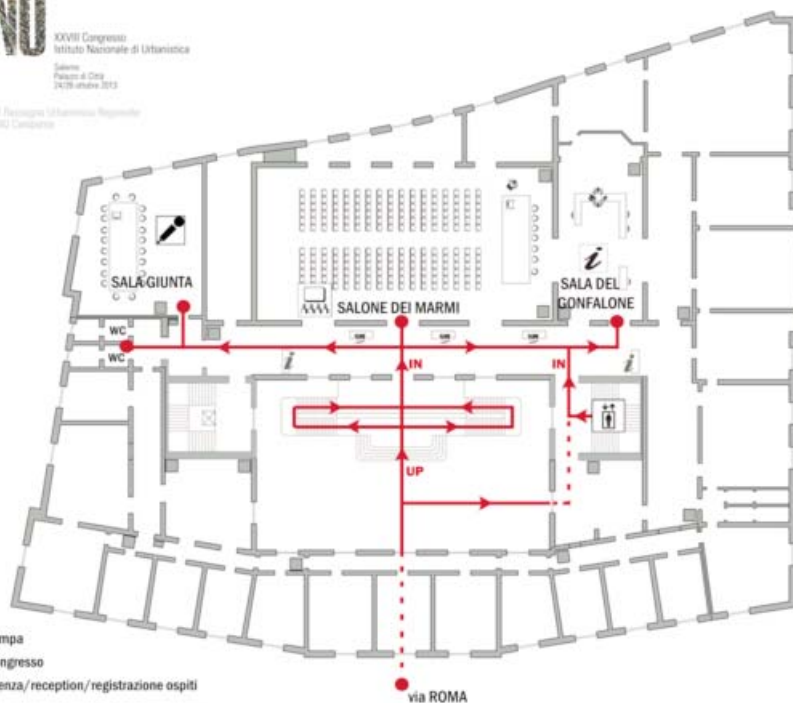 XXVIII Congresso
Istituto Nazionale di Urbanistica
Salerno
Palazzo di Città
24/26 ottobre 2013
SALA GIUNTA
SALONE DEI MARMI
SALA DEL
GONFALONE
WC
WC
IN
IN
UP
mpa
ngresso
enza/reception/registrazione ospiti
via ROMA